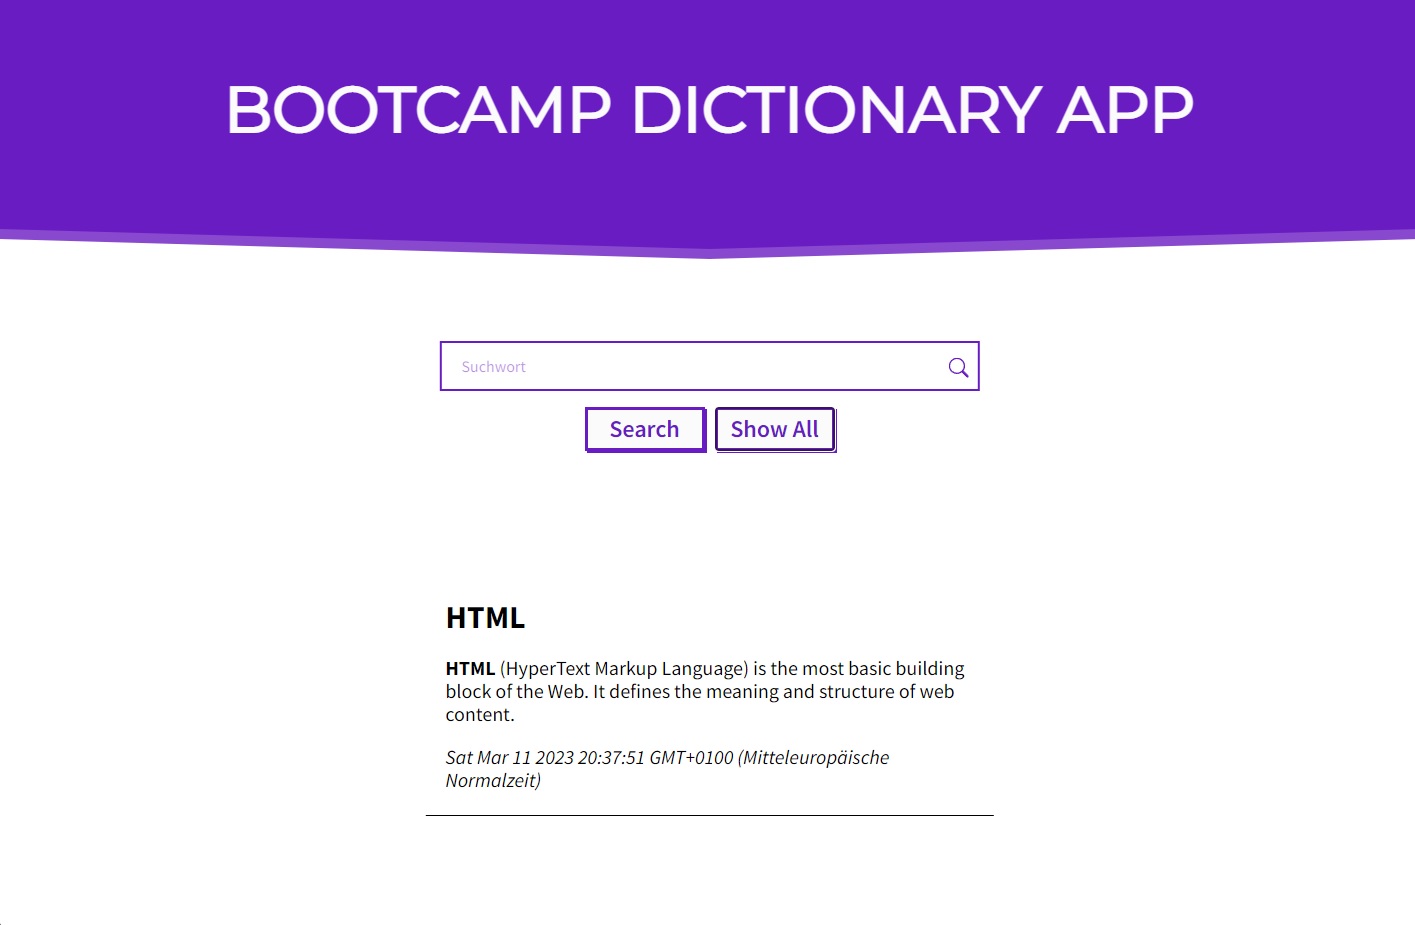 BOOTCAMP DICTIONARY APP
Suchwort
Search
Show All
HTML
HTML (HyperText Markup Language) is the most basic building
block of the Web. It defines the meaning and structure of web
content.
Sat Mar 11 2023 20:37:51 GMT+0100 (Mitteleuropäische
Normalzeit)